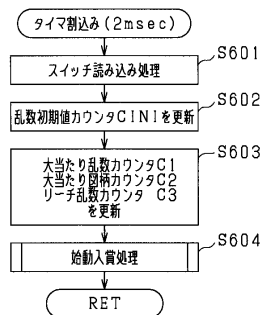 タイマ割込み(2msec)
S601
スイッチ読み込み処理
S602
乱数初期値カウンタCINIを更新
S603
大当たり乱数カウンタC1
大当たり図柄カウンタC2
リーチ乱数カウンタ C3
を更新
S604
始動入賞処理
RET